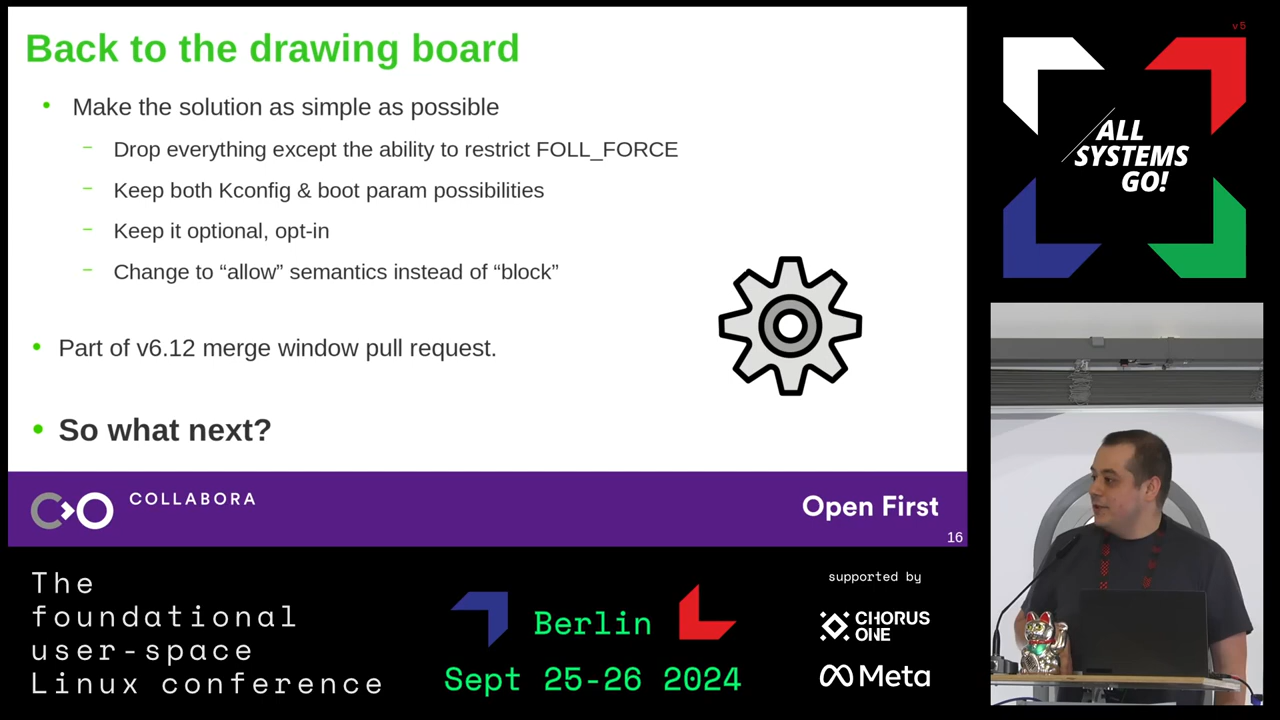 Back to the drawing board
• Make the solution as simple as possible
– Drop everything except the ability to restrict FOLL_FORCE
– Keep both Kconfig & boot param possibilities
– Keep it optional, opt-in
– Change to “allow” semantics instead of “block”
• Part of v6.12 merge window pull request.
• So what next?
COLLABORA
Open First
16
v5
ALL
SYSTEMS
GO!
The
foundational
user-space
Linux conference
Berlin
Sept 25-26 2024
supported by
CHORUS
ONE
Meta